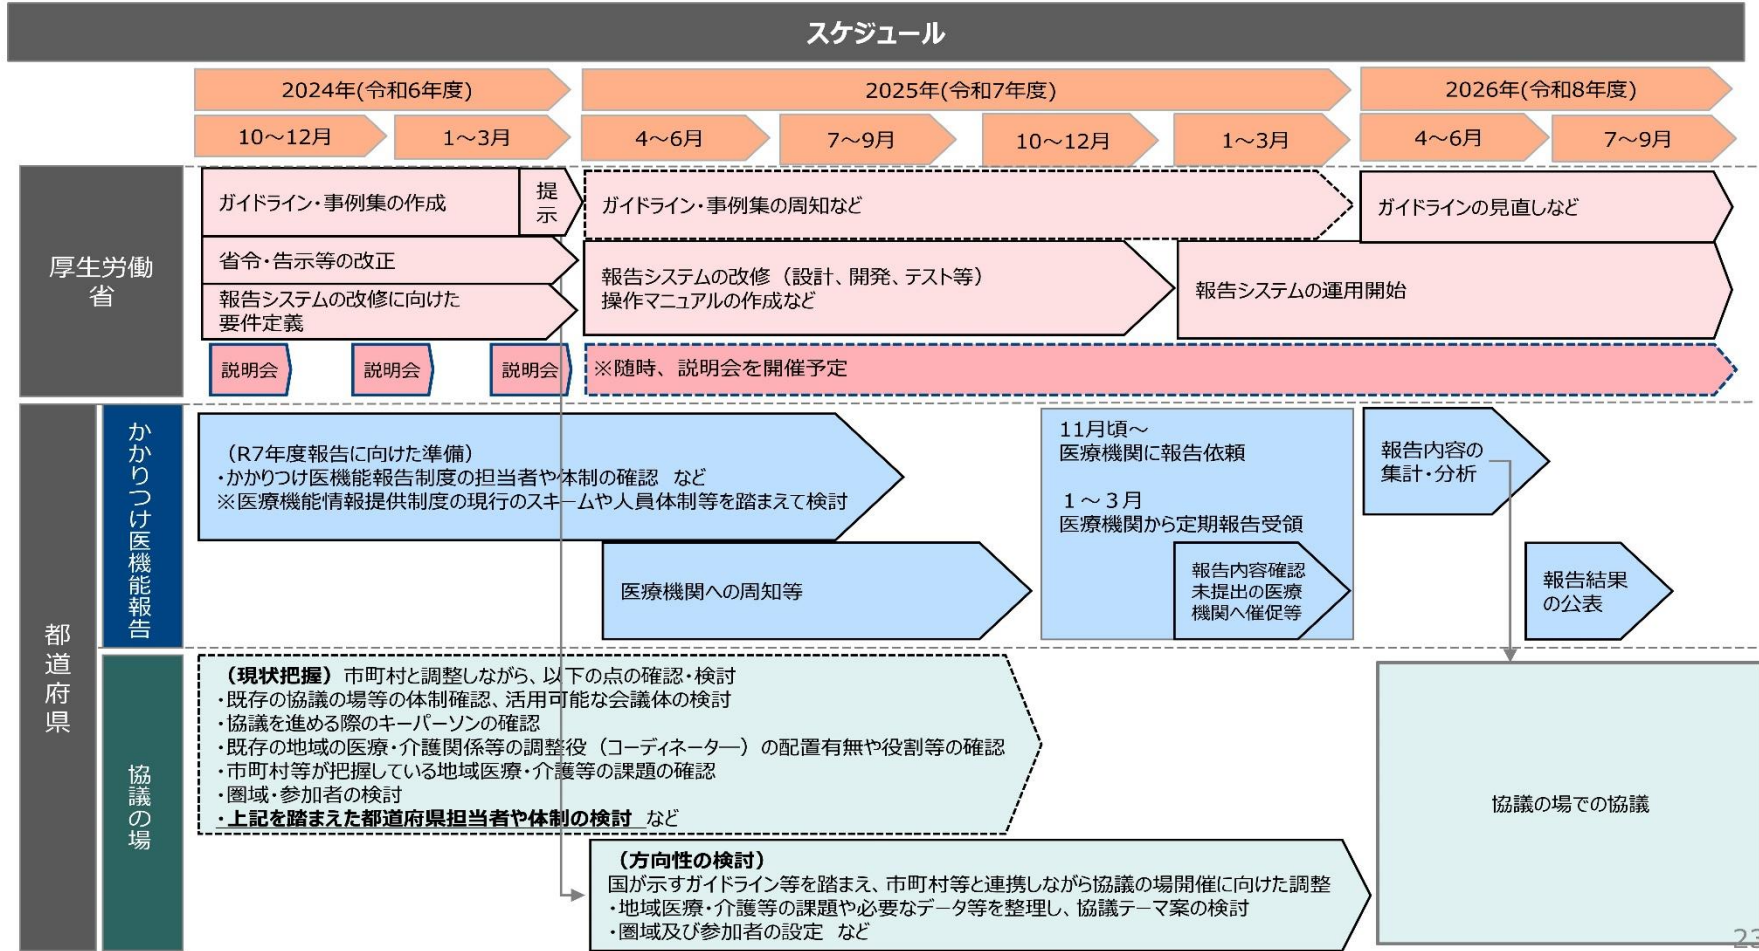 スケジュール
2024年(令和6年度)
2025年(令和7年度)
2026年(令和8年度)
10～12月
1～3月
4～6月
7～9月
10～12月
1～3月
4～6月
7～9月
厚生労働
省
ガイドライン・事例集の作成
提
示
ガイドライン・事例集の周知など
ガイドラインの見直しなど
省令・告示等の改正
報告システムの改修に向けた
要件定義
報告システムの改修（設計、開発、テスト等）
操作マニュアルの作成など
報告システムの運用開始
説明会
説明会
説明会
※随時、説明会を開催予定
都道府県
かかりつけ医機能報告
（R7年度報告に向けた準備）
・かかりつけ医機能報告制度の担当者や体制の確認 など
※医療機能情報提供制度の現行のスキームや人員体制等を踏まえて検討
医療機関への周知等
11月頃～
医療機関に報告依頼
１～３月
医療機関から定期報告受領
報告内容確認
未提出の医療
機関へ催促等
報告内容の
集計・分析
報告結果
の公表
協議の場
（現状把握）市町村と調整しながら、以下の点の確認・検討
・既存の協議の場等の体制確認、活用可能な会議体の検討
・協議を進める際のキーパーソンの確認
・既存の地域の医療・介護関係等の調整役（コーディネーター）の配置有無や役割等の確認
・市町村等が把握している地域医療・介護等の課題の確認
・圏域・参加者の検討
・上記を踏まえた都道府県担当者や体制の検討 など
（方向性の検討）
国が示すガイドライン等を踏まえ、市町村等と連携しながら協議の場開催に向けた調整
・地域医療・介護等の課題や必要なデータ等を整理し、協議テーマ案の検討
・圏域及び参加者の設定 など
協議の場での協議
23